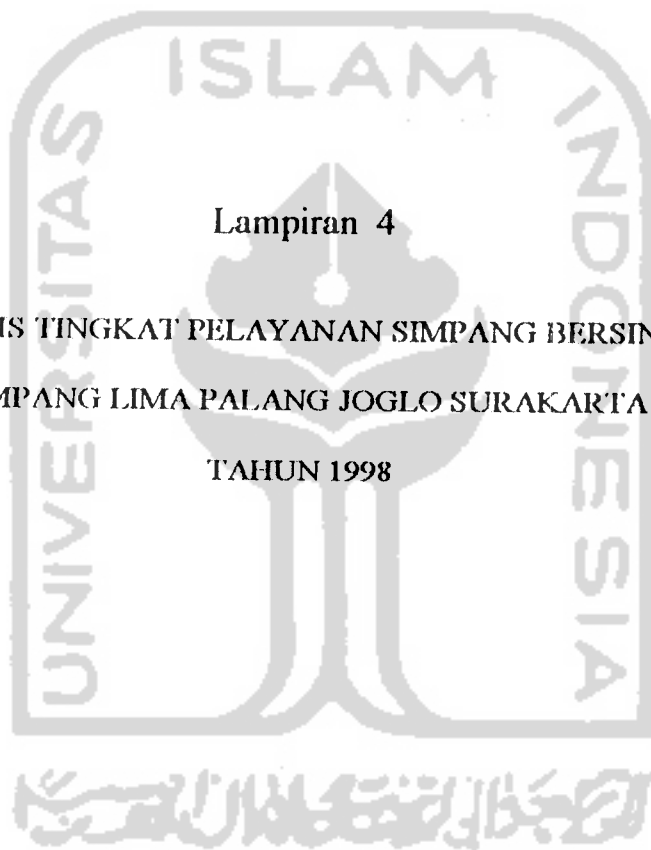 ISLAM
UNIVERSITAS
INDONESIA
Lampiran 4
IS TINGKAT PELAYANAN SIMPANG BERSIN
MPANG LIMA PALANG JOGLO SURAKARTA
TAHUN 1998